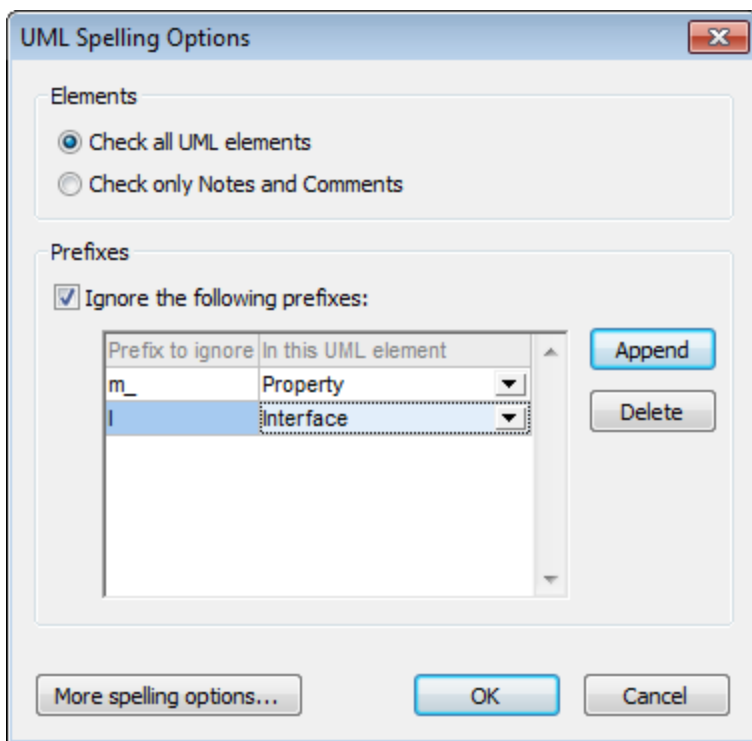 UML Spelling Options
Elements
Check all UML elements
Check only Notes and Comments
Prefixes
Ignore the following prefixes:
Prefix to ignore In this UML element
m_ Property
I Interface
Append
Delete
More spelling options...
OK
Cancel